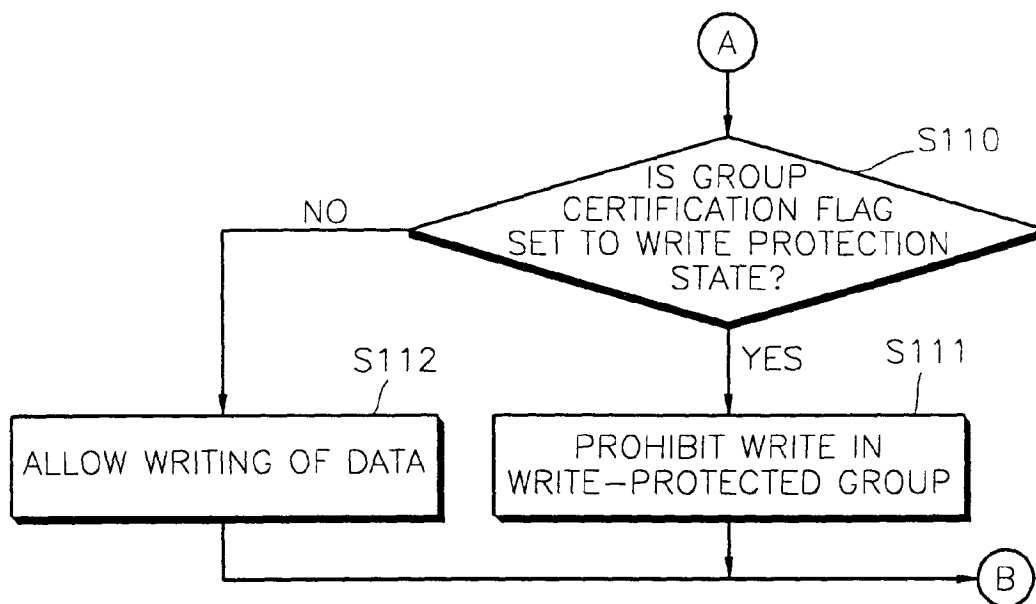 A
S110
IS GROUP
CERTIFICATION FLAG
SET TO WRITE PROTECTION
STATE?
NO
YES
S112
S111
ALLOW WRITING OF DATA
PROHIBIT WRITE IN
WRITE-PROTECTED GROUP
B